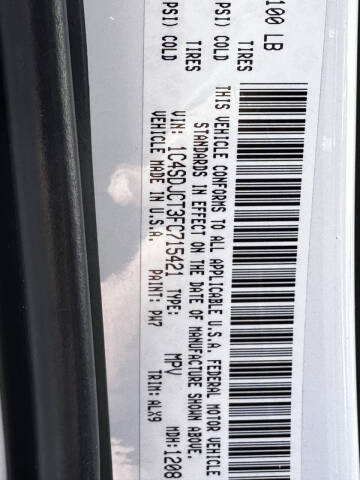 100 LB
PSI) COLD TIRES
PSI) COLD TIRES
THIS VEHICLE CONFORMS TO ALL APPLICABLE U.S.A. FEDERAL MOTOR VEHICLE
STANDARDS IN EFFECT ON THE DATE OF MANUFACTURE SHOWN ABOVE.
VIN: 1C4SDJCT3FC715421 TYPE: MPV MDH: 1208
VEHICLE MADE IN U.S.A. PAINT: PW7 TRIM: ALX9